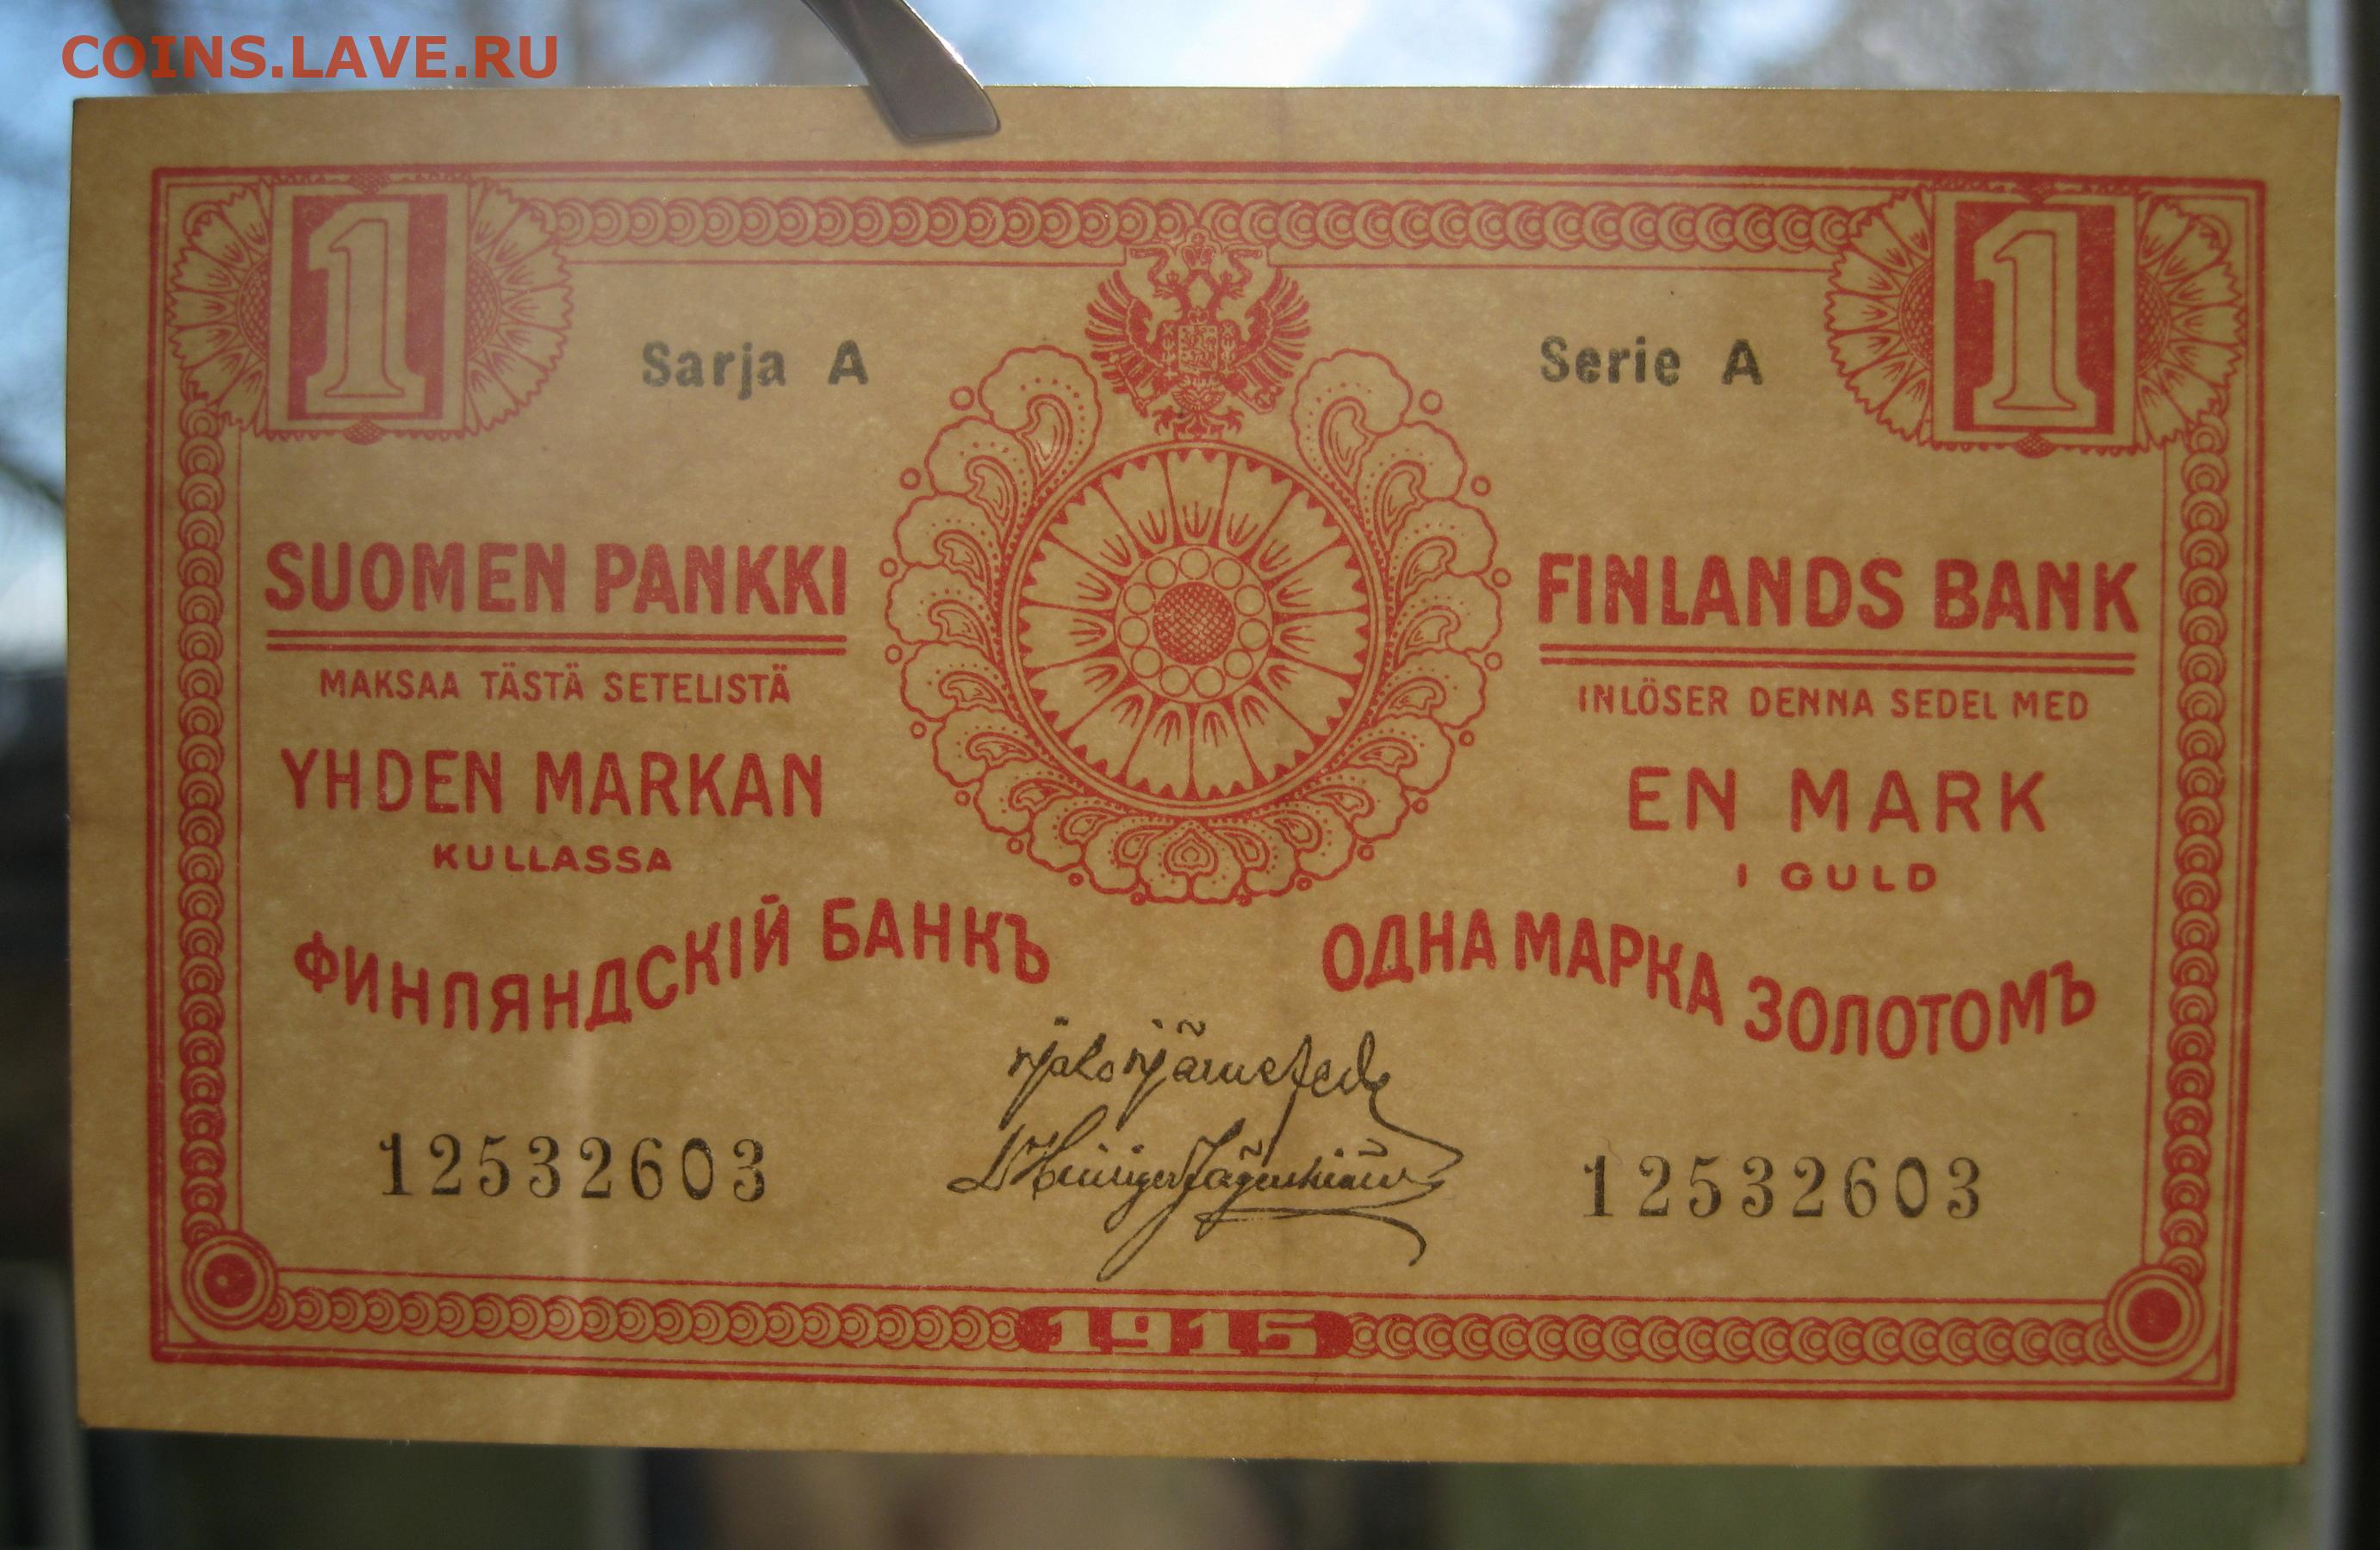 COINS.LAVE.RU
1 1
Sarja A Serie A
SUOMEN PANKKI
MAKSAA TÄSTÄ SETELISTÄ
YHDEN MARKAN
KULLASSA
FINLANDS BANK
INLÖSER DENNA SEDEL MED
EN MARK
I GULD
ФИНЛЯНДСКІЙ БАНКЪ
ОДНА МАРКА ЗОЛОТОМЪ
12532603 12532603
1915